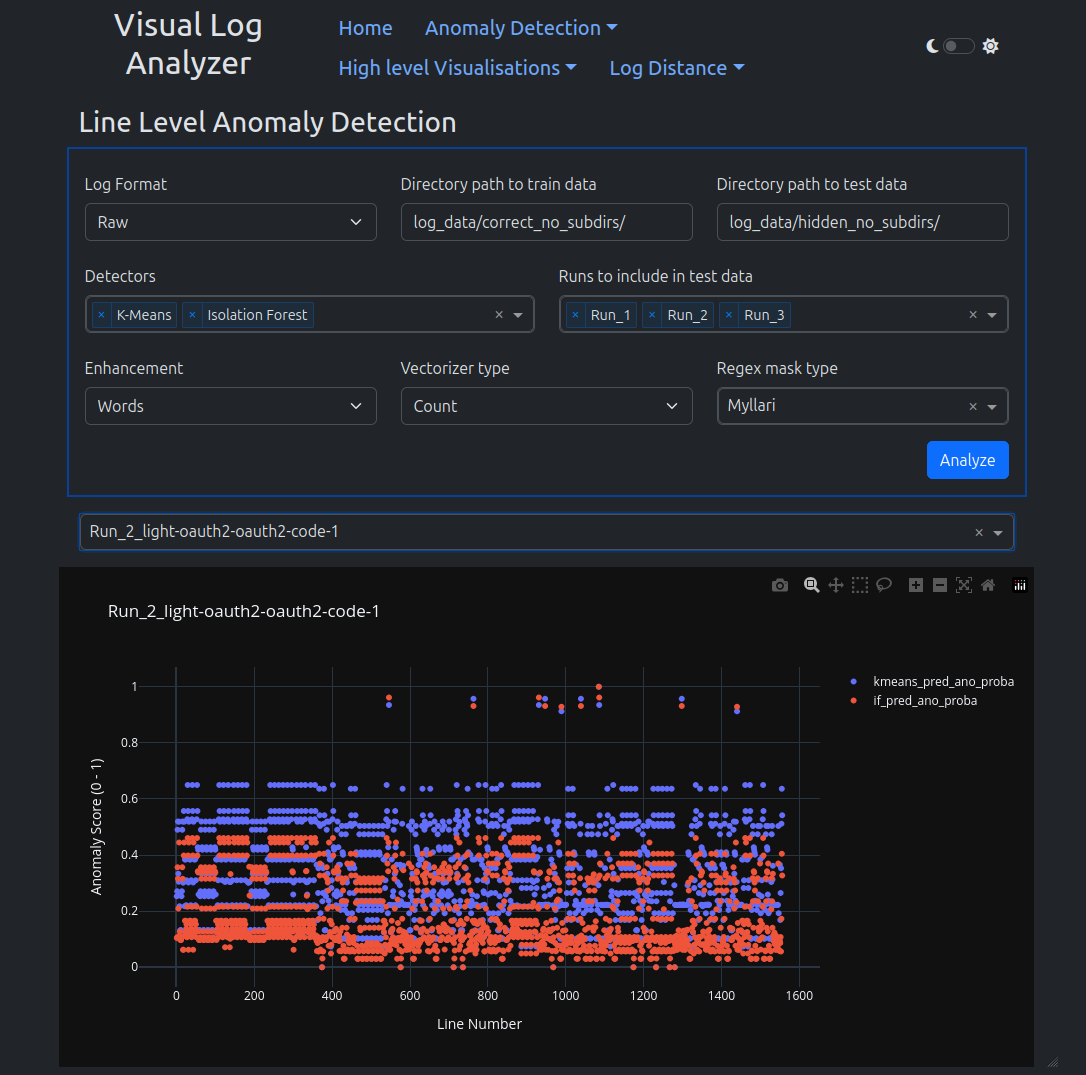 Visual Log
Analyzer
Home
Anomaly Detection
High level Visualisations
Log Distance
Line Level Anomaly Detection
Log Format
Directory path to train data
Directory path to test data
Raw
log_data/correct_no_subdirs/
log_data/hidden_no_subdirs/
Detectors
Runs to include in test data
× K-Means × Isolation Forest ×
× Run_1 × Run_2 × Run_3 ×
Enhancement
Vectorizer type
Regex mask type
Words
Count
Myllari ×
Analyze
Run_2_light-oauth2-oauth2-code-1 ×
Run_2_light-oauth2-oauth2-code-1
kmeans_pred_ano_proba
if_pred_ano_proba
Anomaly Score (0 - 1)
1
0.8
0.6
0.4
0.2
0
0 200 400 600 800 1000 1200 1400 1600
Line Number